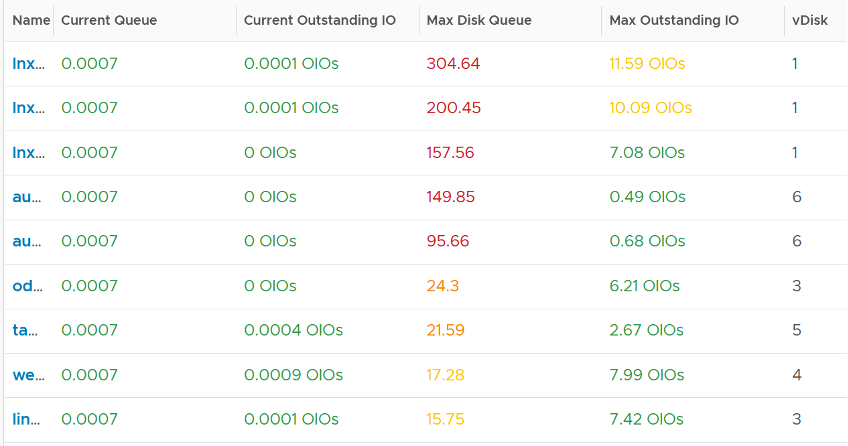 Name Current Queue Current Outstanding IO Max Disk Queue Max Outstanding IO vDisk
lnx... 0.0007 0.0001 OIOs 304.64 11.59 OIOs 1
lnx... 0.0007 0.0001 OIOs 200.45 10.09 OIOs 1
lnx... 0.0007 0 OIOs 157.56 7.08 OIOs 1
au... 0.0007 0 OIOs 149.85 0.49 OIOs 6
au... 0.0007 0 OIOs 95.66 0.68 OIOs 6
od... 0.0007 0 OIOs 24.3 6.21 OIOs 3
ta... 0.0007 0.0004 OIOs 21.59 2.67 OIOs 5
we... 0.0007 0.0009 OIOs 17.28 7.99 OIOs 4
lin... 0.0007 0.0001 OIOs 15.75 7.42 OIOs 3